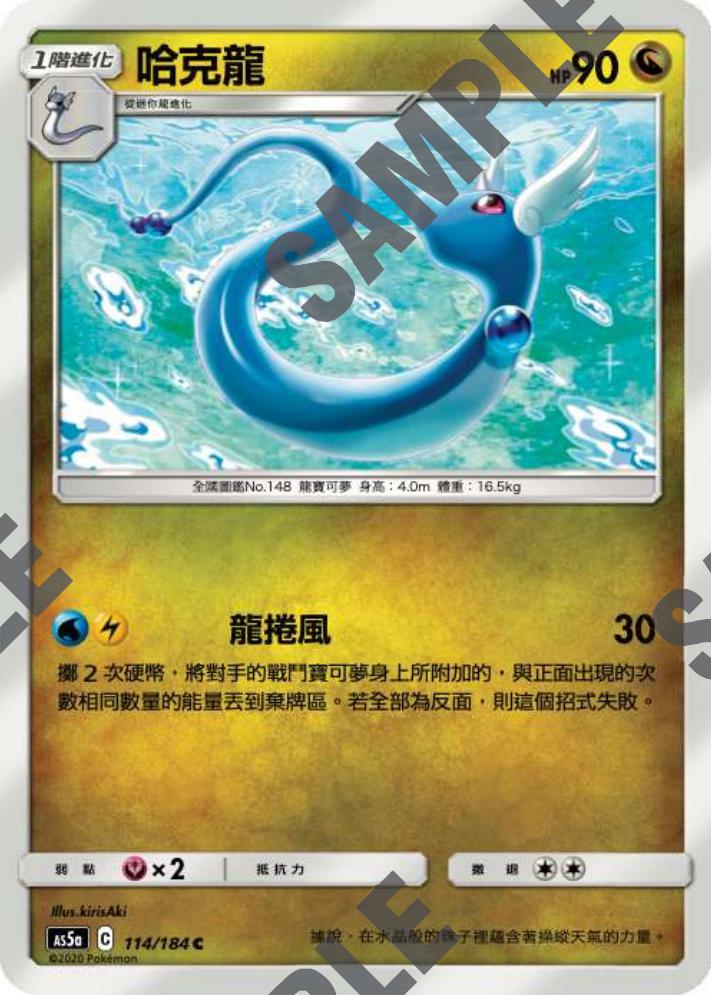 1階進化 哈克龍 HP 90
從迷你龍進化
全國圖鑑No.148 龍寶可夢 身高：4.0m 體重：16.5kg
龍捲風 30
擲2次硬幣，將對手的戰鬥寶可夢身上所附加的，與正面出現的次
數相同數量的能量丟到棄牌區。若全部為反面，則這個招式失敗。
弱點 ×2 抵抗力 撤退
Illus.kirisAki
AS5a C 114/184 C
據說，在水晶般的珠子裡蘊含著操縱天氣的力量。
©2020 Pokémon
SAMPLE